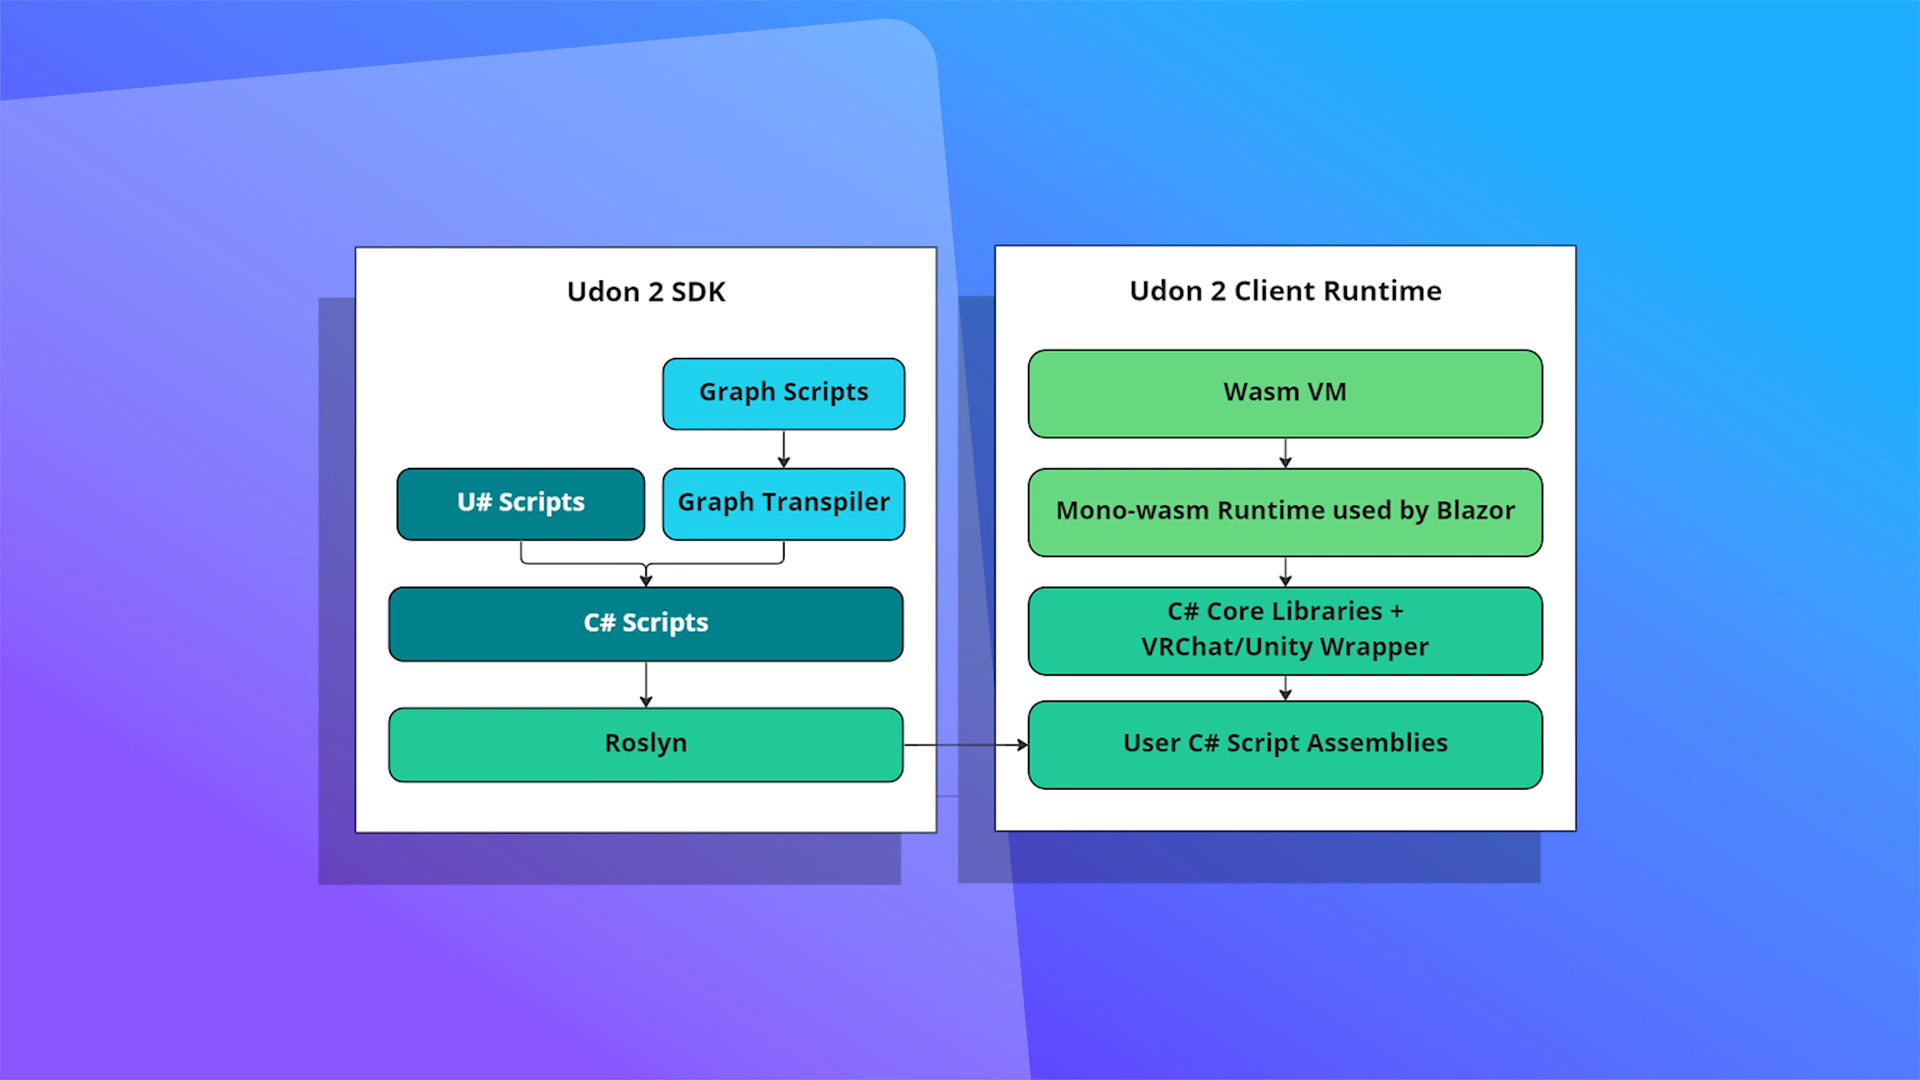 Udon 2 SDK
Graph Scripts
U# Scripts
Graph Transpiler
C# Scripts
Roslyn
Udon 2 Client Runtime
Wasm VM
Mono-wasm Runtime used by Blazor
C# Core Libraries +
VRChat/Unity Wrapper
User C# Script Assemblies